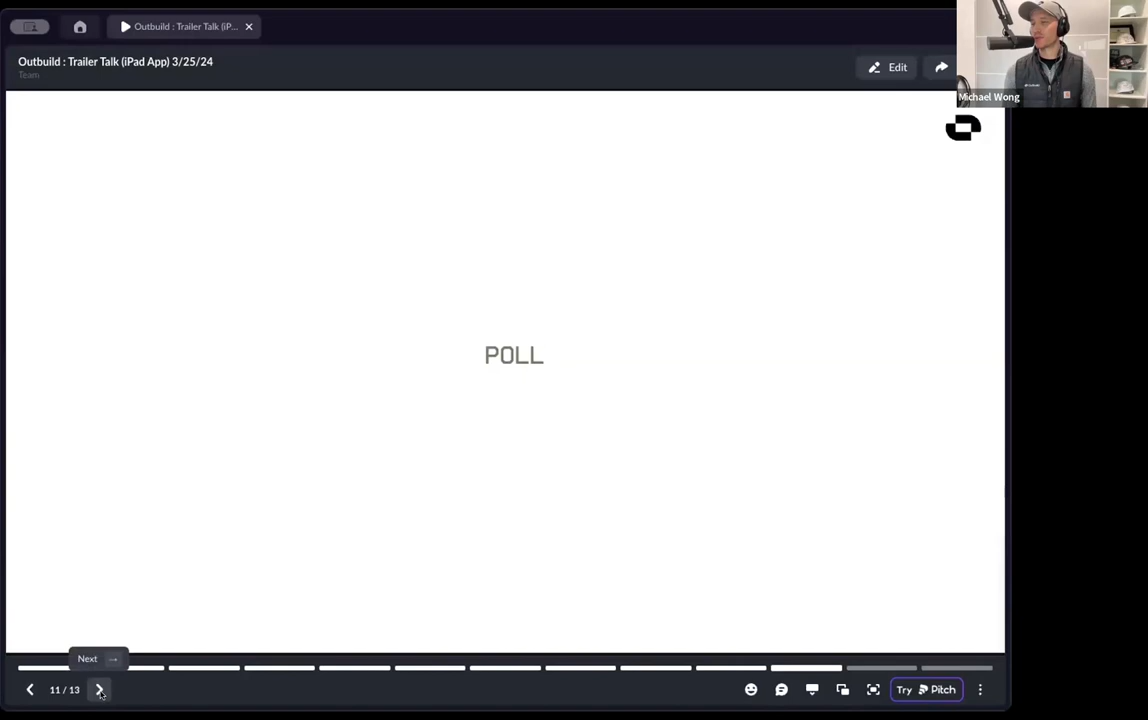 Outbuild : Trailer Talk (iP...
Outbuild : Trailer Talk (iPad App) 3/25/24
Team
Edit
Michael Wong
POLL
Next →
11 / 13
Try Pitch